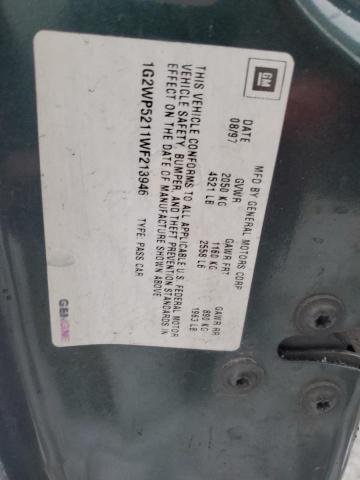 GM
MFD BY GENERAL MOTORS CORP
DATE GVWR GAWR FRT GAWR RR
08/97 2050 KG 1160 KG 890 KG
4521 LB 2558 LB 1963 LB
THIS VEHICLE CONFORMS TO ALL APPLICABLE U.S. FEDERAL MOTOR
VEHICLE SAFETY, BUMPER, AND THEFT PREVENTION STANDARDS IN
EFFECT ON THE DATE OF MANUFACTURE SHOWN ABOVE
1G2WP5211WF213946 TYPE: PASS CAR